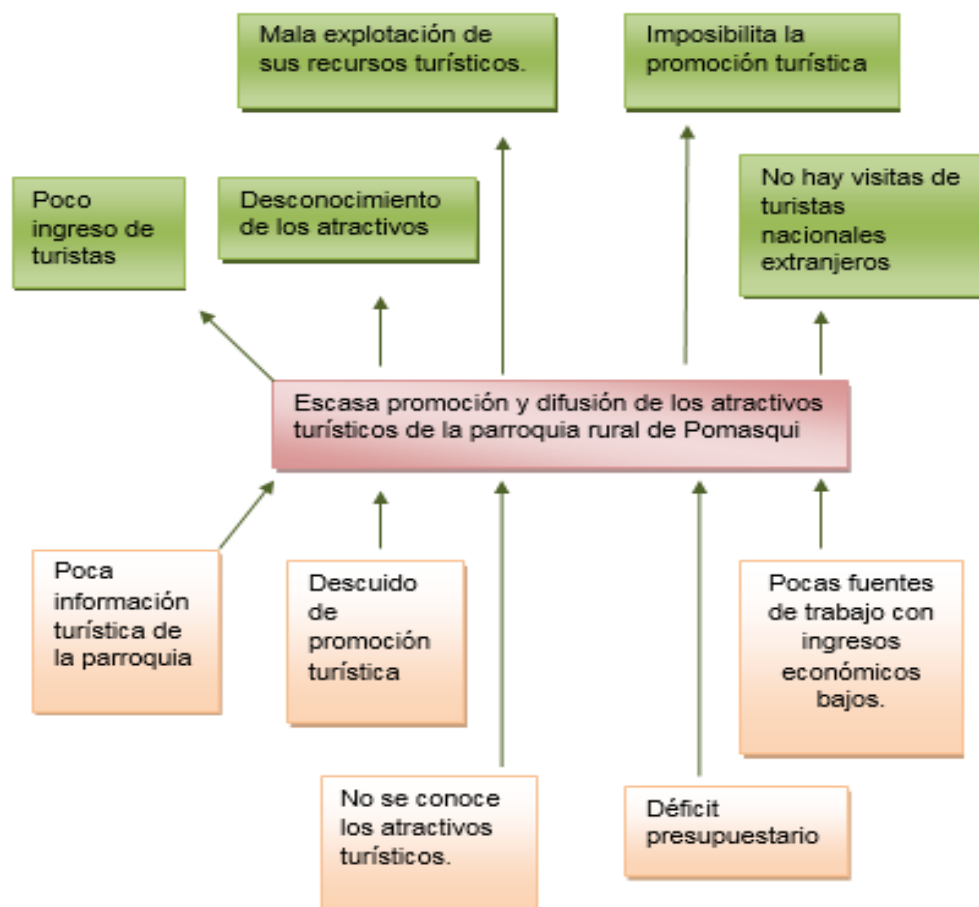 Mala explotación de
sus recursos turísticos.
Imposibilita la
promoción turística
Poco
ingreso de
turistas
Desconocimiento
de los atractivos
No hay visitas de
turistas
nacionales
extranjeros
Escasa promoción y difusión de los atractivos
turísticos de la parroquia rural de Pomasqui
Poca
información
turística de
la parroquia
Descuido
de
promoción
turística
Pocas fuentes
de trabajo con
ingresos
económicos
bajos.
No se conoce
los atractivos
turísticos.
Déficit
presupuestario